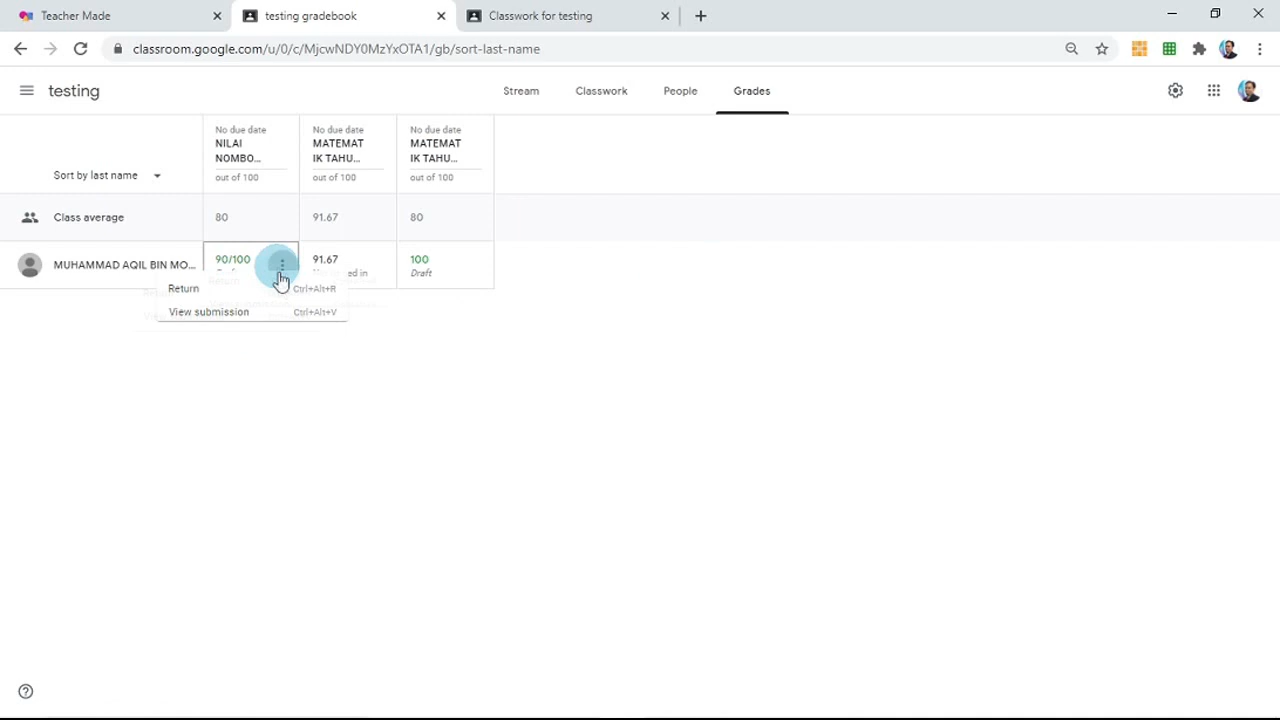 Teacher Made
testing gradebook
Classwork for testing
classroom.google.com/u/0/c/MjcwNDY0MzYxOTA1/gb/sort-last-name
testing
Stream
Classwork
People
Grades
Sort by last name
No due date
NILAI
NOMBO...
out of 100
No due date
MATEMAT
IK TAHU...
out of 100
No due date
MATEMAT
IK TAHU...
out of 100
Class average
80
91.67
80
MUHAMMAD AQIL BIN MO...
90/100
91.67
ed in
100
Draft
Return Ctrl+Alt+R
View submission Ctrl+Alt+V